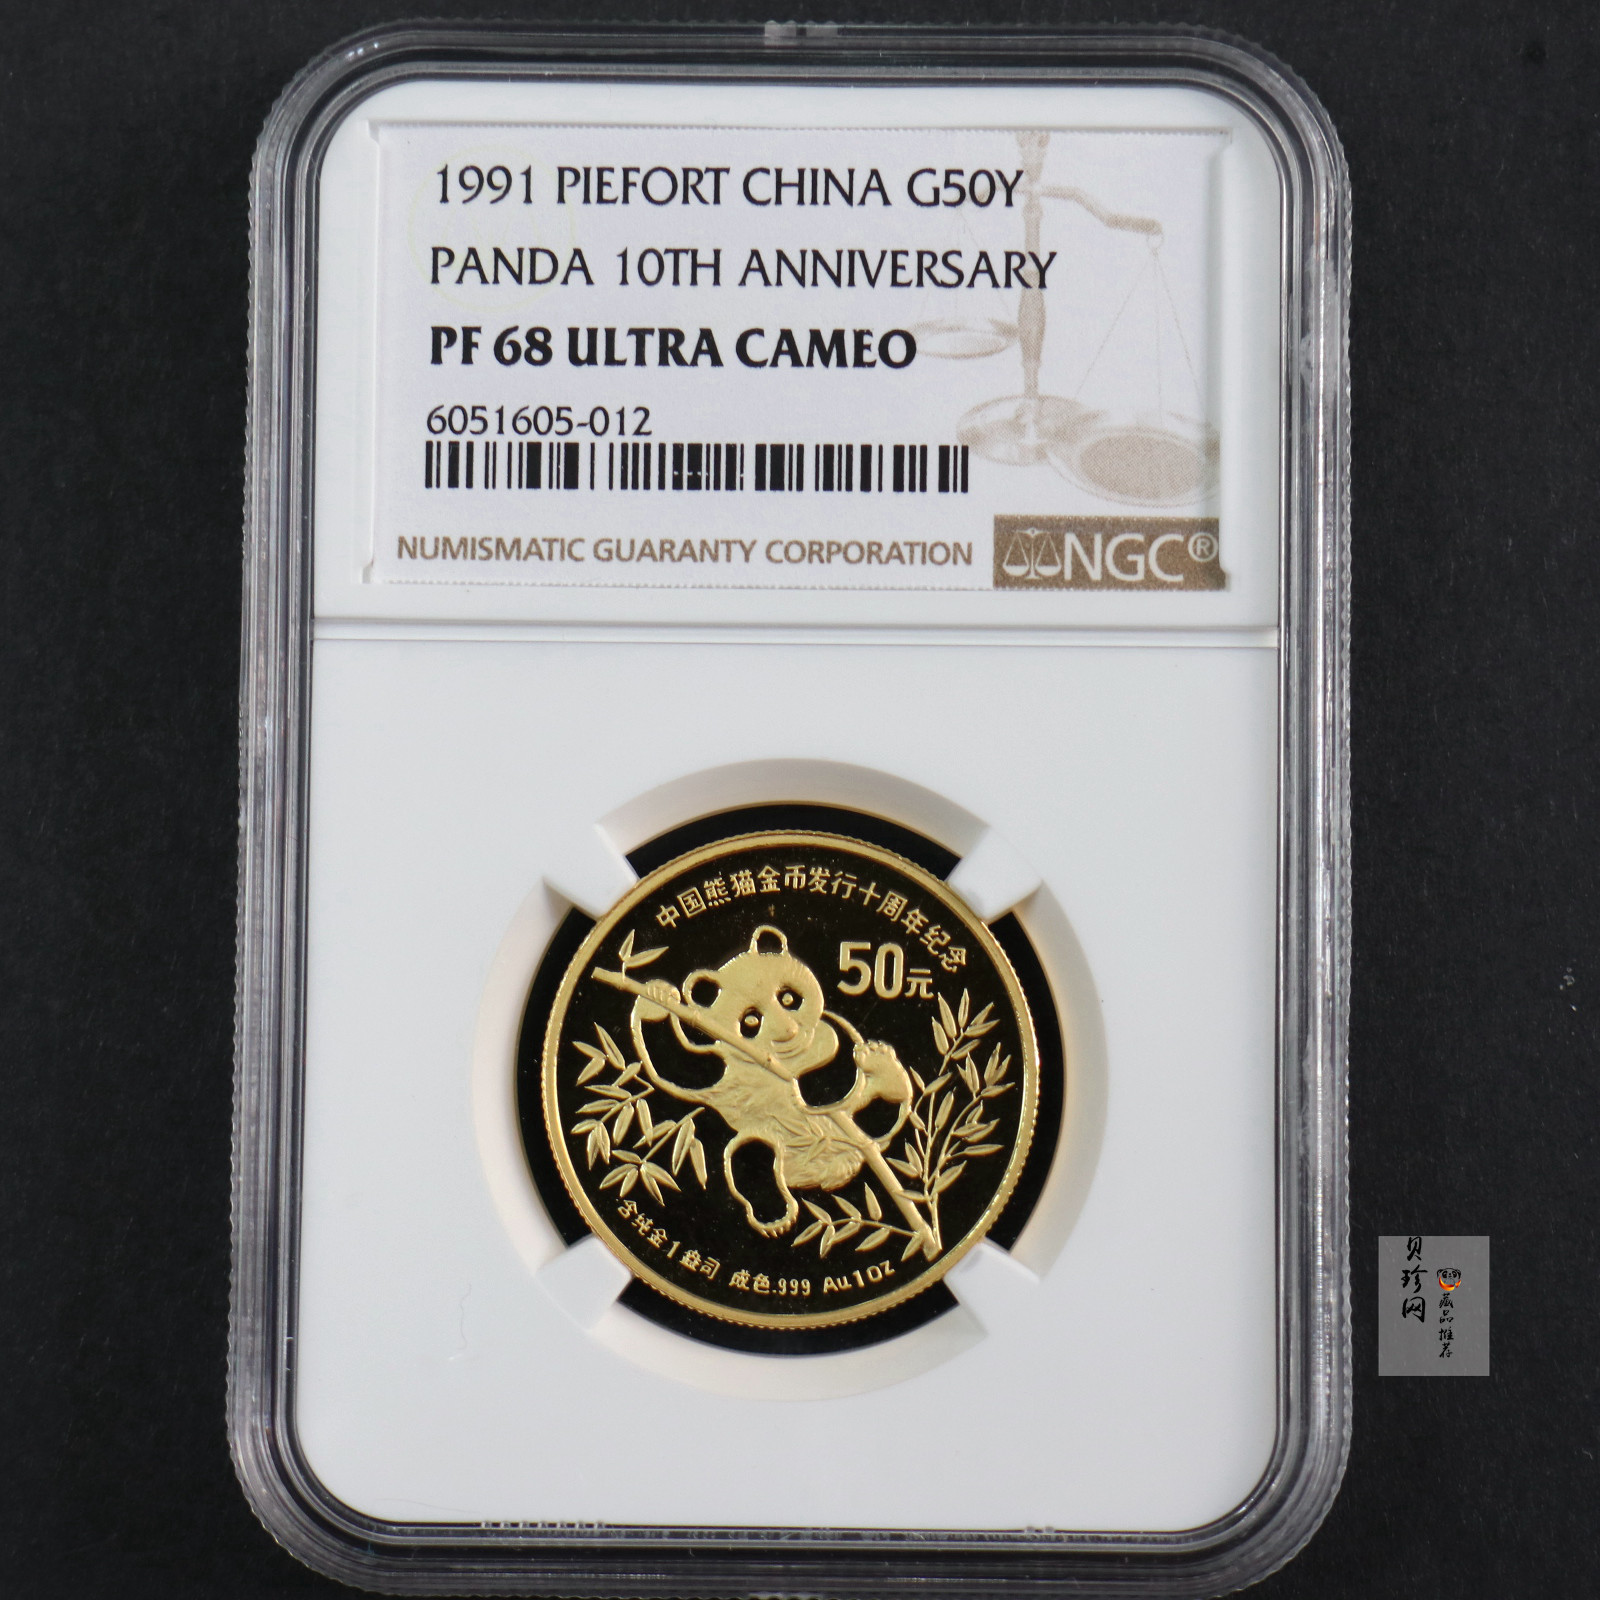 1991 PIEFORT CHINA G50Y
PANDA 10TH ANNIVERSARY
PF 68 ULTRA CAMEO
6051605-012
NUMISMATIC GUARANTY CORPORATION
NGC®
中国熊猫金币发行十周年纪念
50元
含纯金1盎司 成色.999 Au1OZ
贝珍网
藏品推荐